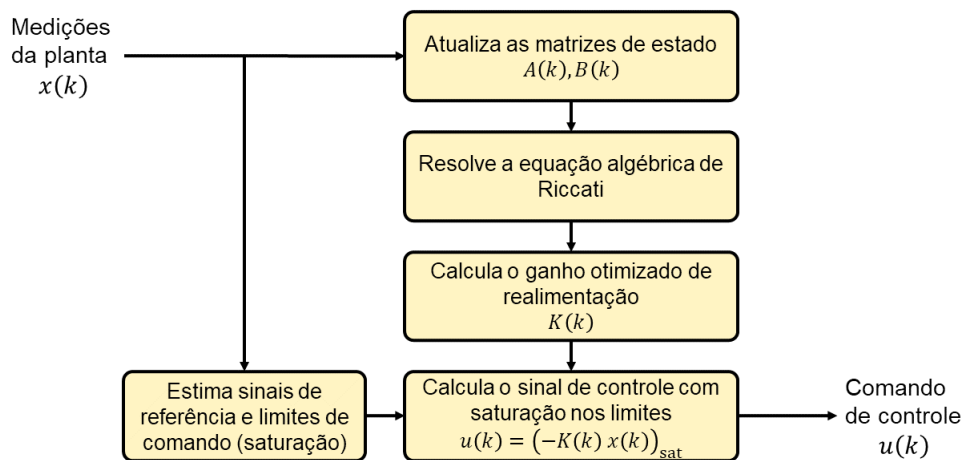 Medições
da planta
x(k)
Atualiza as matrizes de estado
A(k), B(k)
Resolve a equação algébrica de
Riccati
Calcula o ganho otimizado de
realimentação
K(k)
Estima sinais de
referência e limites de
comando (saturação)
Calcula o sinal de controle com
saturação nos limites
u(k) = (−K(k) x(k))sat
Comando
de controle
u(k)